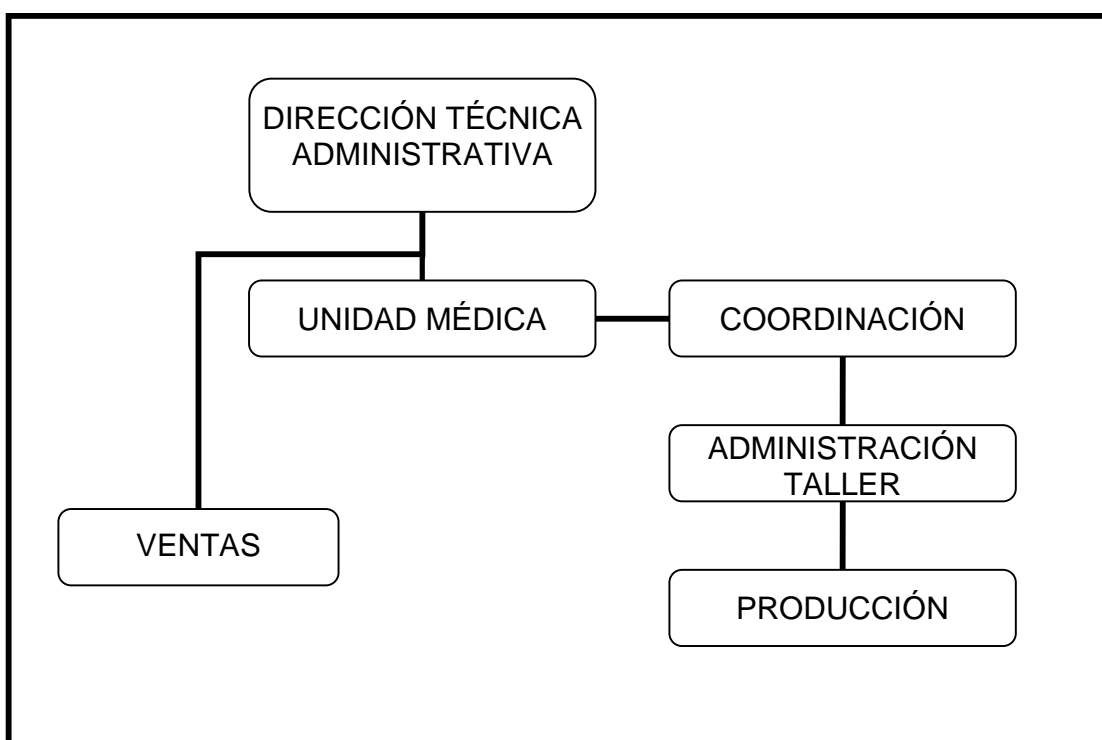 DIRECCIÓN TÉCNICA
ADMINISTRATIVA
UNIDAD MÉDICA
COORDINACIÓN
ADMINISTRACIÓN
TALLER
VENTAS
PRODUCCIÓN